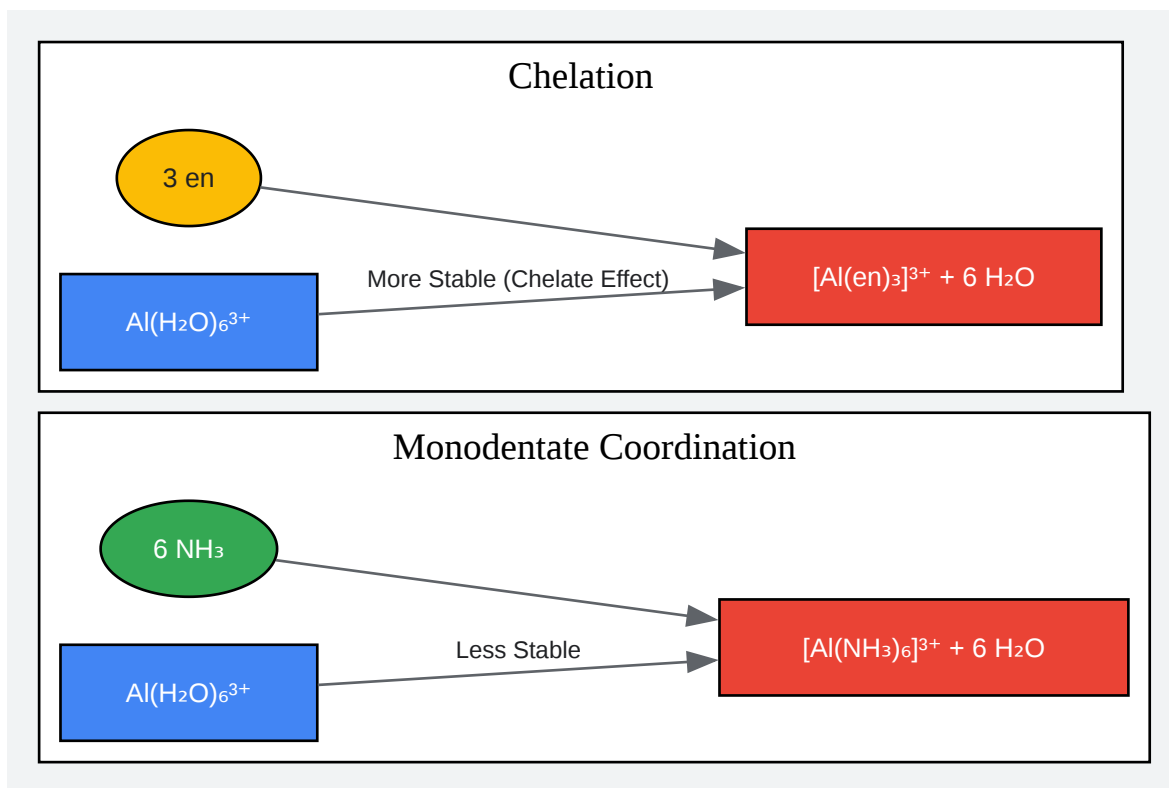 Chelation
3 en
More Stable (Chelate Effect)
[Al(en)₃]³⁺ + 6 H₂O
Al(H₂O)₆³⁺
Monodentate Coordination
6 NH₃
Less Stable
[Al(NH₃)₆]³⁺ + 6 H₂O
Al(H₂O)₆³⁺